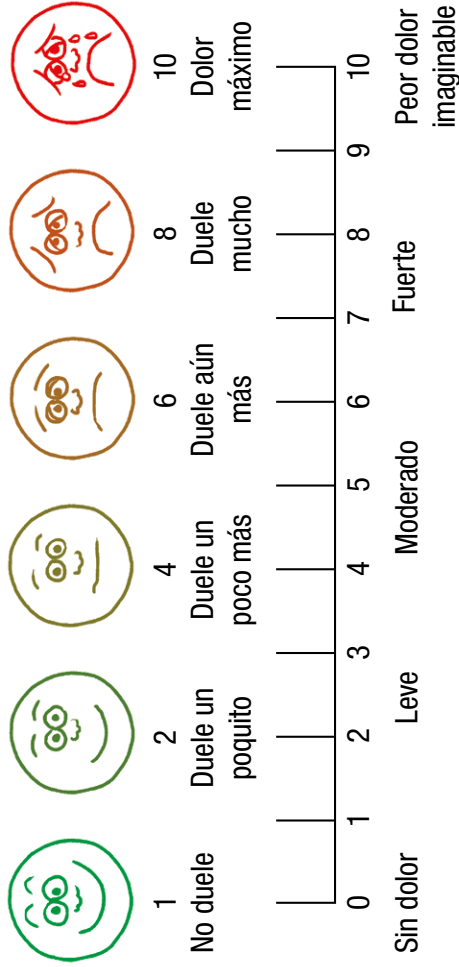 1
No duele
2
Duele un
poquito
4
Duele un
poco más
6
Duele aún
más
8
Duele
mucho
10
Dolor
máximo
0 1 2 3 4 5 6 7 8 9 10
Sin dolor
Leve
Moderado
Fuerte
Peor dolor
imaginable